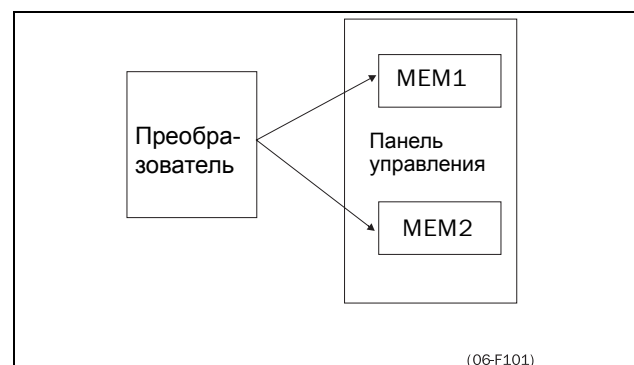 Преобра-
зователь
MEM1
Панель
управления
MEM2
(06-F101)